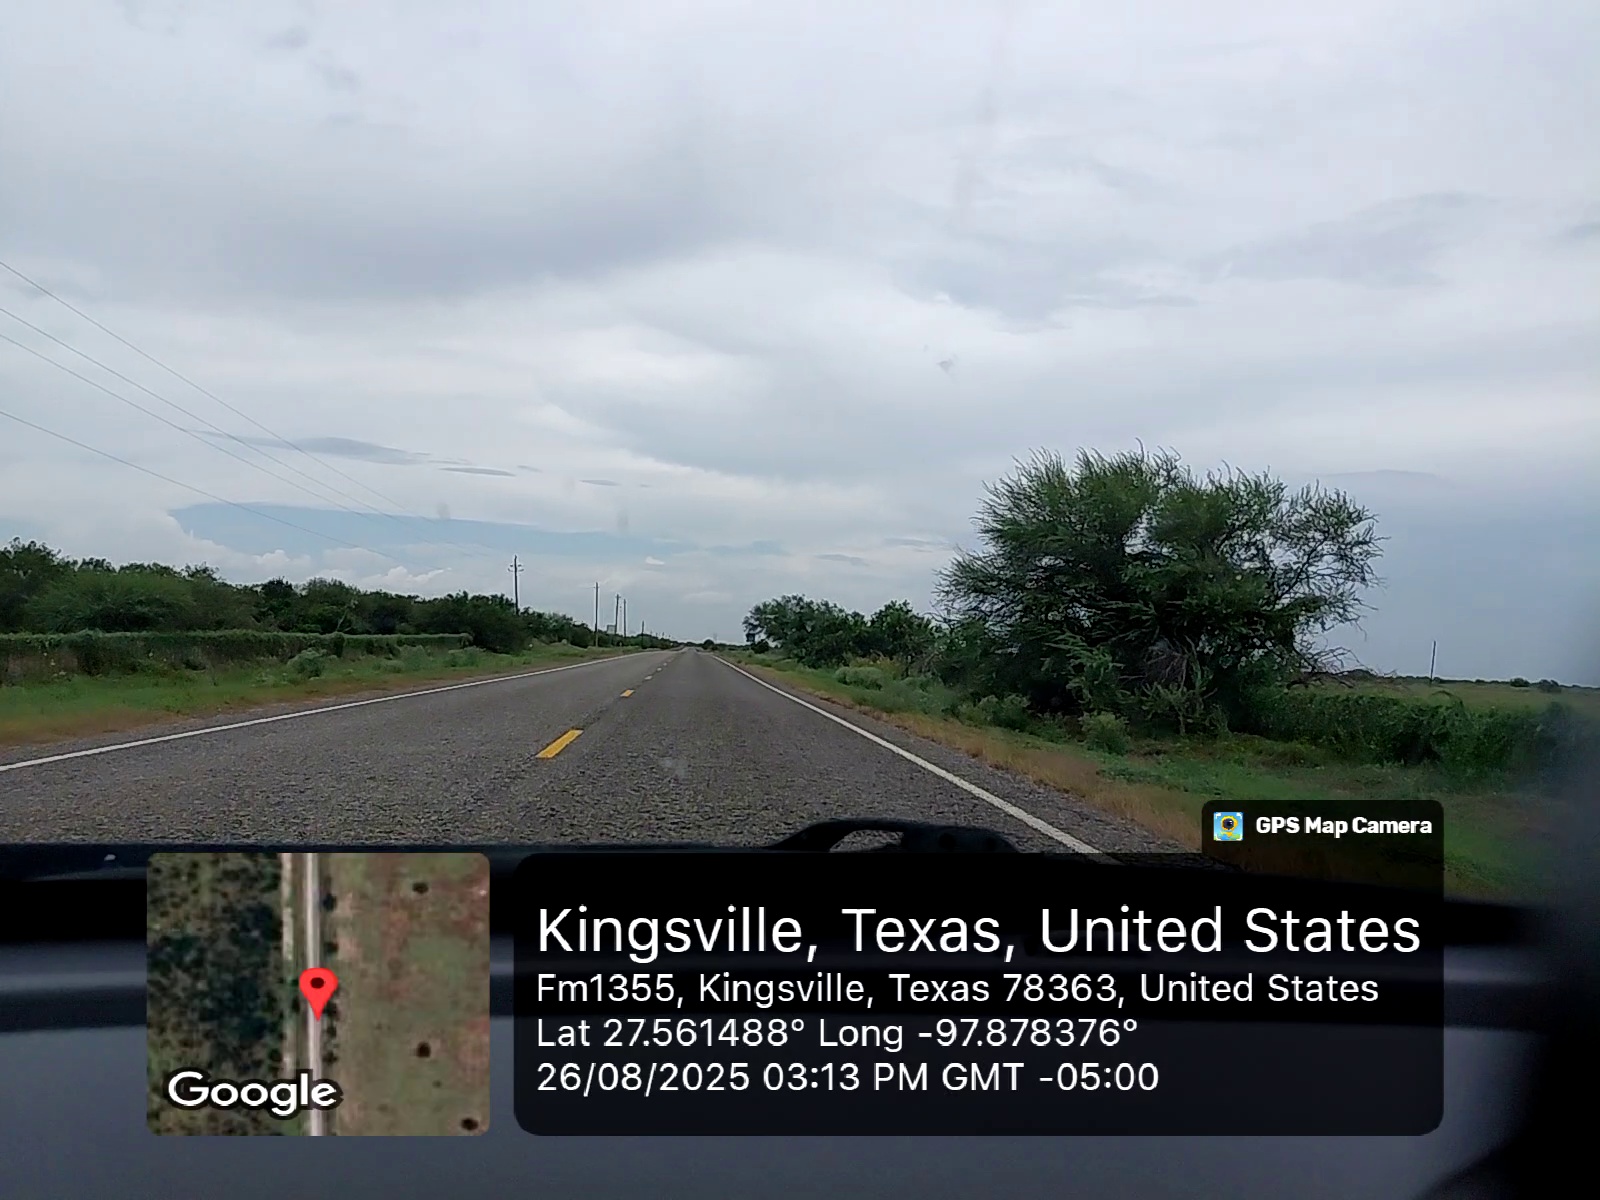 GPS Map Camera
Kingsville, Texas, United States
Fm1355, Kingsville, Texas 78363, United States
Lat 27.561488° Long -97.878376°
26/08/2025 03:13 PM GMT -05:00
Google